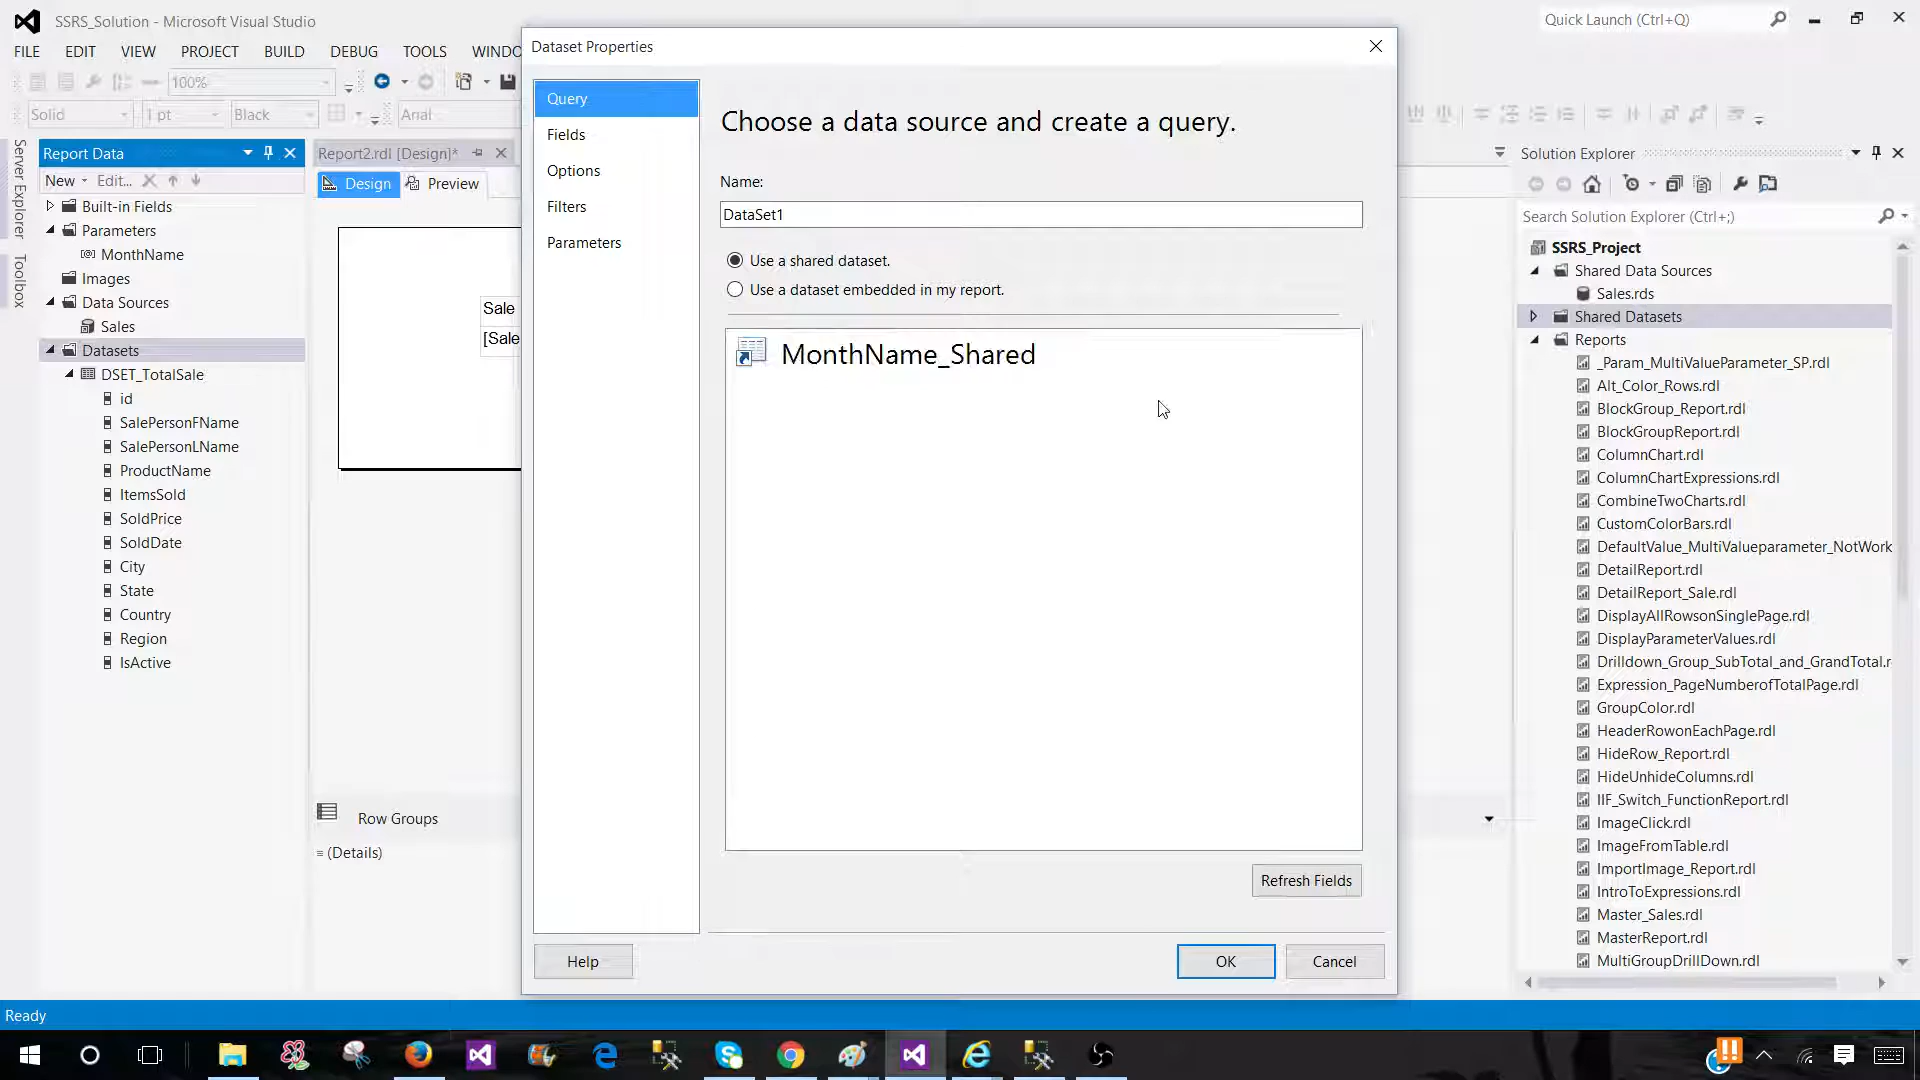 SSRS_Solution - Microsoft Visual Studio
Quick Launch (Ctrl+Q)
FILE EDIT VIEW PROJECT BUILD DEBUG TOOLS WINDO
100%
Solid 1 pt Black Arial
Server Explorer
Toolbox
Report Data
New Edit...
Built-in Fields
Parameters
MonthName
Images
Data Sources
Sales
Datasets
DSET_TotalSale
id
SalePersonFName
SalePersonLName
ProductName
ItemsSold
SoldPrice
SoldDate
City
State
Country
Region
IsActive
Report2.rdl [Design]*
Design Preview
Sale
[Sale
Row Groups
(Details)
Dataset Properties
Query
Fields
Options
Filters
Parameters
Choose a data source and create a query.
Name:
DataSet1
Use a shared dataset.
Use a dataset embedded in my report.
MonthName_Shared
Refresh Fields
Help
OK
Cancel
Solution Explorer
Search Solution Explorer (Ctrl+;)
SSRS_Project
Shared Data Sources
Sales.rds
Shared Datasets
Reports
_Param_MultiValueParameter_SP.rdl
Alt_Color_Rows.rdl
BlockGroup_Report.rdl
BlockGroupReport.rdl
ColumnChart.rdl
ColumnChartExpressions.rdl
CombineTwoCharts.rdl
CustomColorBars.rdl
DefaultValue_MultiValueparameter_NotWork
DetailReport.rdl
DetailReport_Sale.rdl
DisplayAllRowsonSinglePage.rdl
DisplayParameterValues.rdl
Drilldown_Group_SubTotal_and_GrandTotal.r
Expression_PageNumberofTotalPage.rdl
GroupColor.rdl
HeaderRowonEachPage.rdl
HideRow_Report.rdl
HideUnhideColumns.rdl
IIF_Switch_FunctionReport.rdl
ImageClick.rdl
ImageFromTable.rdl
ImportImage_Report.rdl
IntroToExpressions.rdl
Master_Sales.rdl
MasterReport.rdl
MultiGroupDrillDown.rdl
Ready